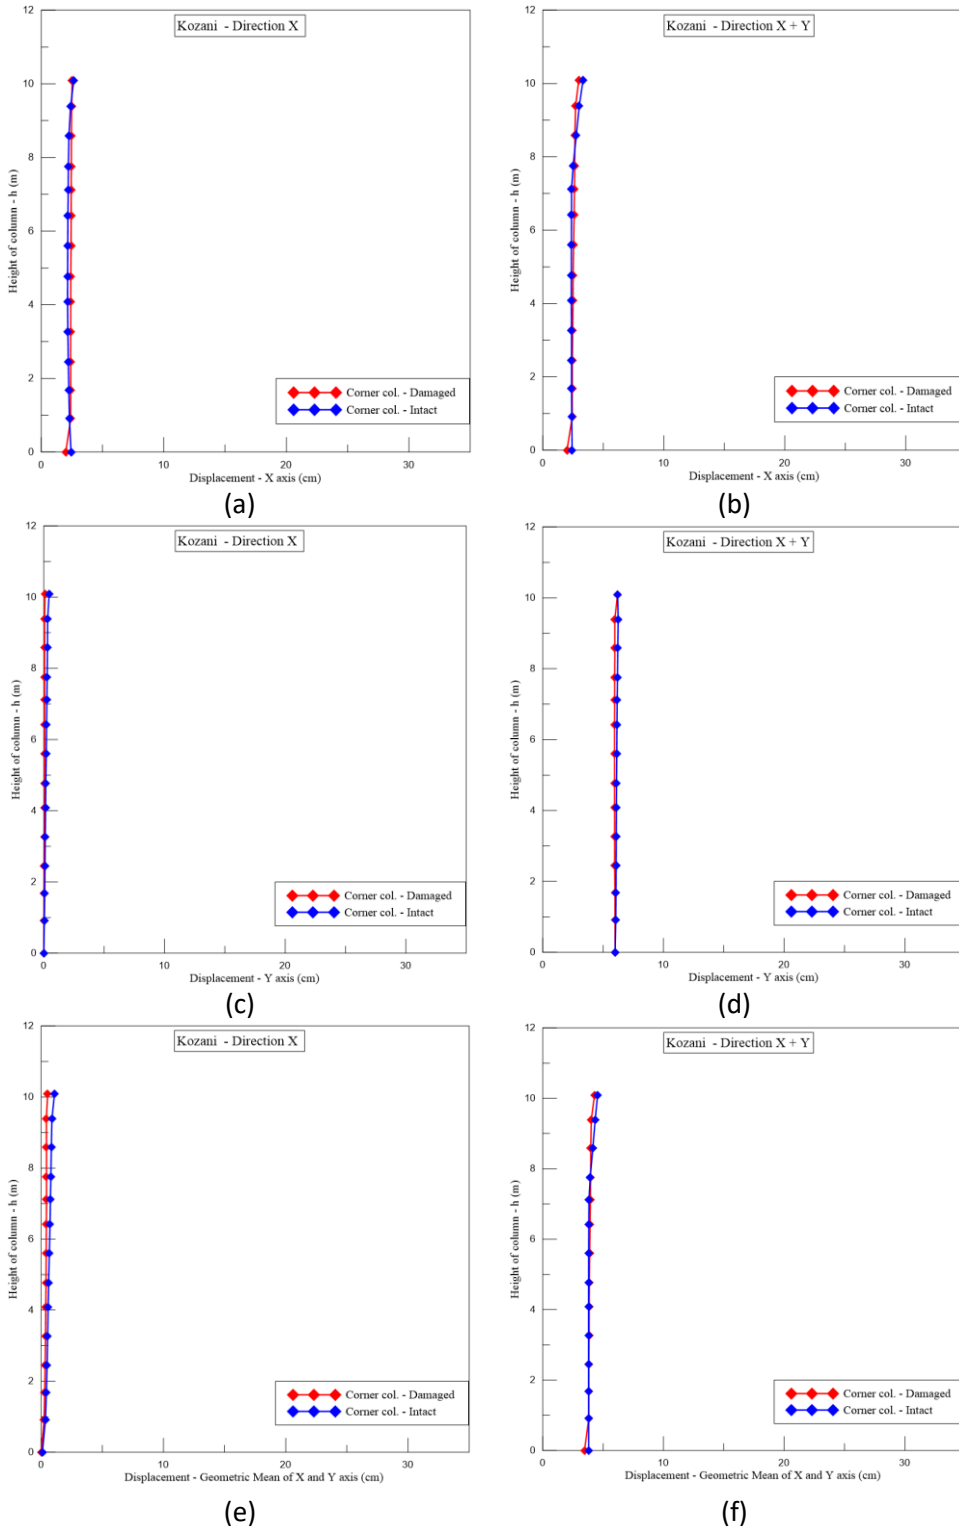 Kozani - Direction X
12
10
8
6
4
2
0
Height of column - h (m)
Corner col. - Damaged
Corner col. - Intact
0 10 20 30
Displacement - X axis (cm)
(a)
Kozani - Direction X + Y
12
10
8
6
4
2
0
Height of column - h (m)
Corner col. - Damaged
Corner col. - Intact
0 10 20 30
Displacement - X axis (cm)
(b)
Kozani - Direction X
12
10
8
6
4
2
0
Height of column - h (m)
Corner col. - Damaged
Corner col. - Intact
0 10 20 30
Displacement - Y axis (cm)
(c)
Kozani - Direction X + Y
12
10
8
6
4
2
0
Height of column - h (m)
Corner col. - Damaged
Corner col. - Intact
0 10 20 30
Displacement - Y axis (cm)
(d)
Kozani - Direction X
12
10
8
6
4
2
0
Height of column - h (m)
Corner col. - Damaged
Corner col. - Intact
0 10 20 30
Displacement - Geometric Mean of X and Y axis (cm)
(e)
Kozani - Direction X + Y
12
10
8
6
4
2
0
Height of column - h (m)
Corner col. - Damaged
Corner col. - Intact
0 10 20 30
Displacement - Geometric Mean of X and Y axis (cm)
(f)